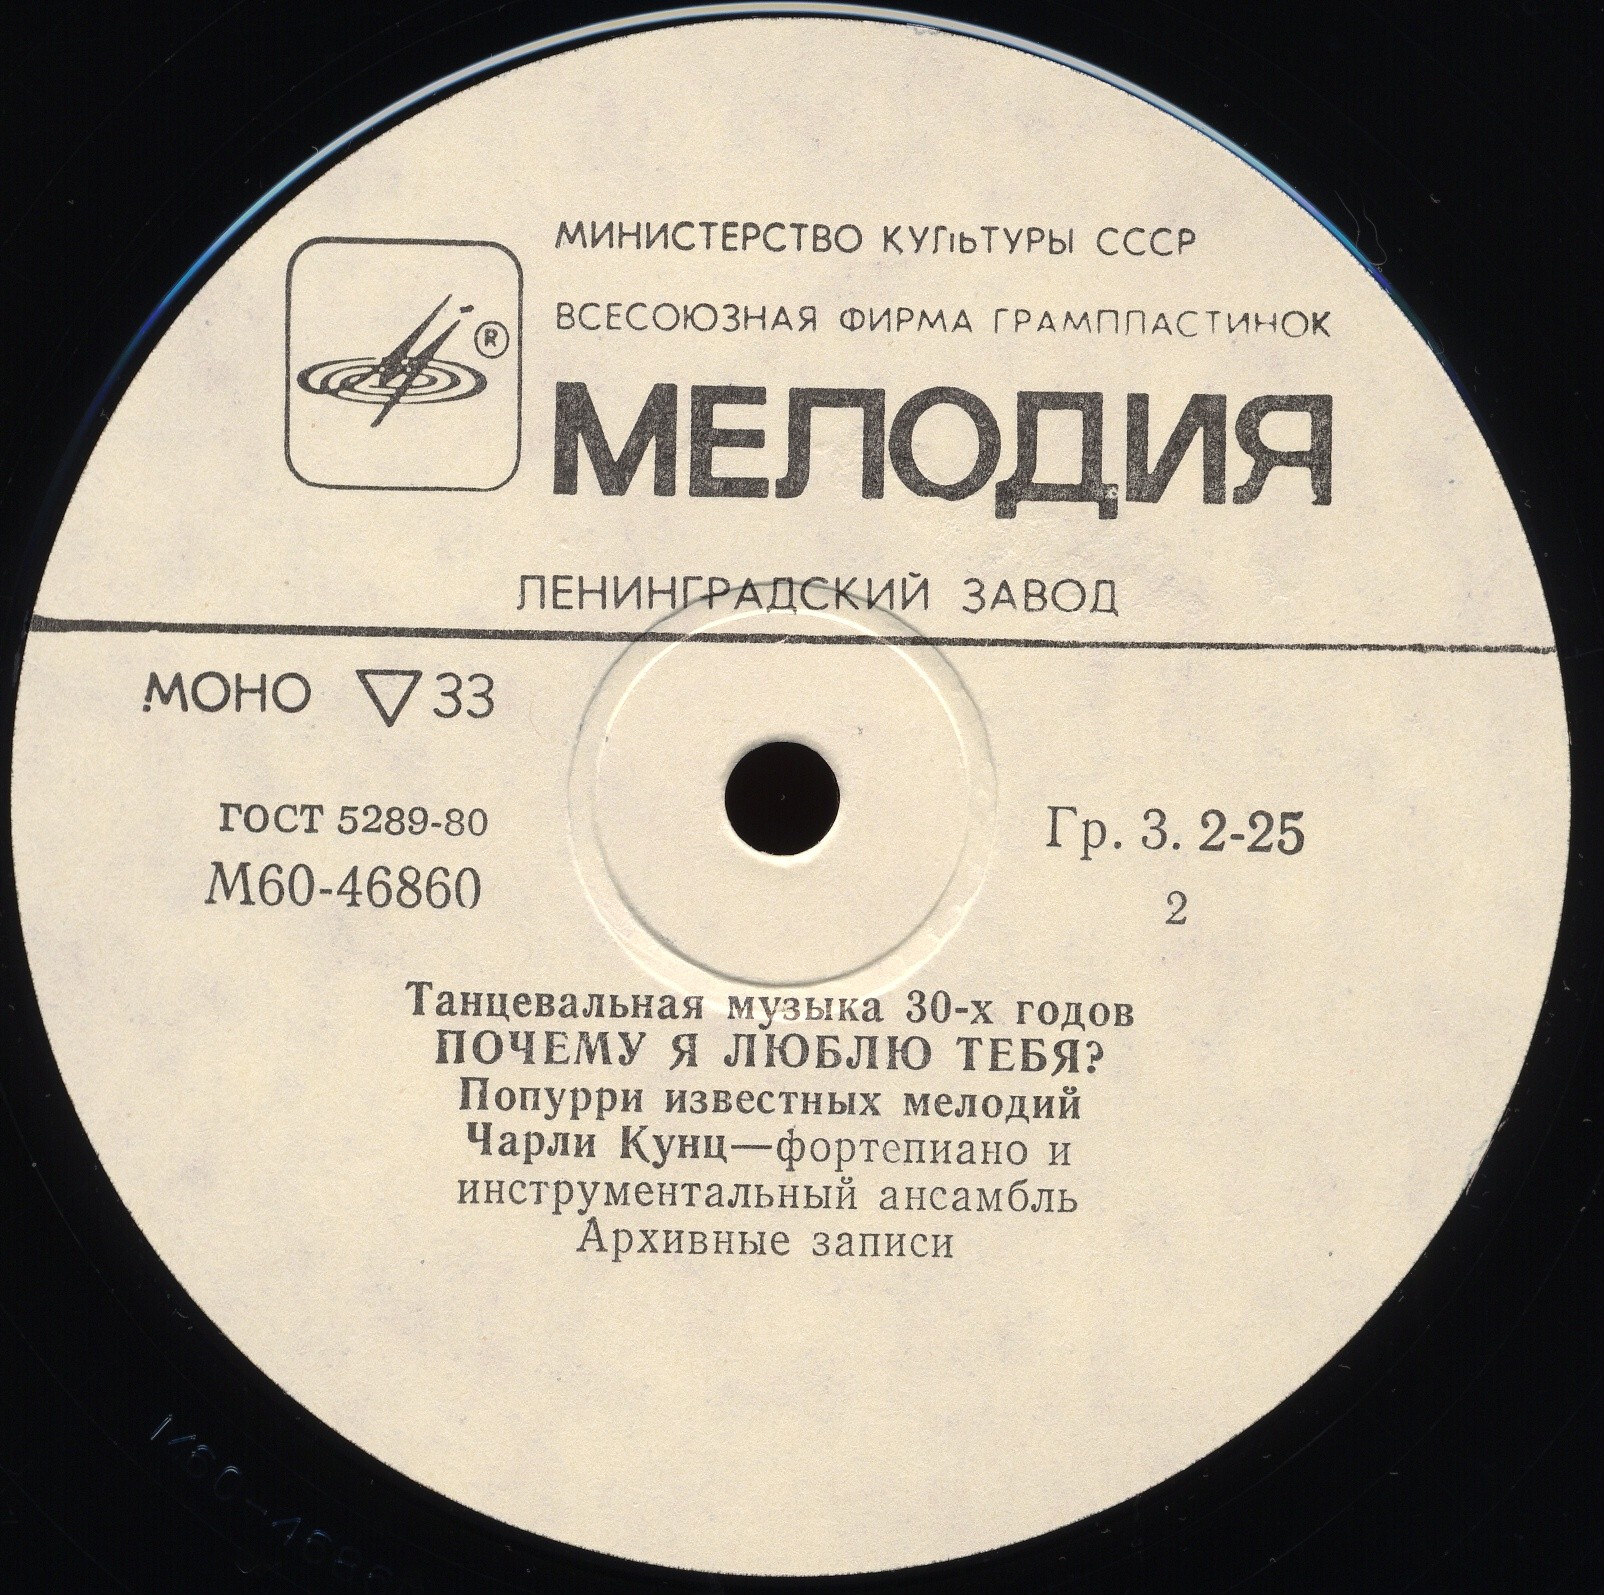 МИНИСТЕРСТВО КУЛЬТУРЫ СССР
ВСЕСОЮЗНАЯ ФИРМА ГРАМПЛАСТИНОК
®
МЕЛОДИЯ
ЛЕНИНГРАДСКИЙ ЗАВОД
МОНО ▽ 33
ГОСТ 5289-80
М60-46860
Гр. 3. 2-25
2
Танцевальная музыка 30-х годов
ПОЧЕМУ Я ЛЮБЛЮ ТЕБЯ?
Попурри известных мелодий
Чарли Кунц—фортепиано и
инструментальный ансамбль
Архивные записи